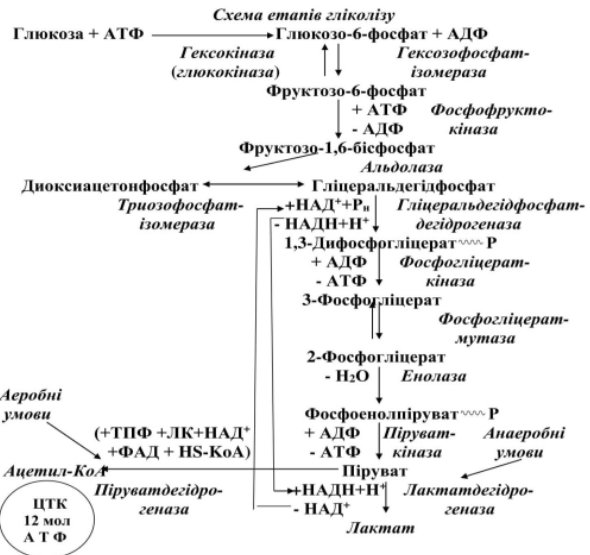 Схема етапів гліколізу
Глюкоза + АТФ Глюкозо-6-фосфат + АДФ
Гексокіназа Гексозофосфат-
(глюкокіназа) ізомераза
Фруктозо-6-фосфат
+ АТФ Фосфофрукто-
- АДФ кіназа
Фруктозо-1,6-бісфосфат
Альдолаза
Диоксиацетонфосфат Гліцеральдегідфосфат
Триозофосфат- +НАД⁺+Рн Гліцеральдегідфосфат-
ізомераза - НАДН+Н⁺ дегідрогеназа
1,3-Дифосфогліцерат Р
+ АДФ Фосфогліцерат-
- АТФ кіназа
3-Фосфогліцерат
Фосфогліцерат-
мутаза
2-Фосфогліцерат
- Н₂О Енолаза
Аеробні
умови
Фосфоенолпіруват Р
(+ТПФ +ЛК+НАД⁺ + АДФ Піруват- Анаеробні
+ФАД + HS-KoA) - АТФ кіназа умови
Ацетил-КоА Піруват
Піруватдегідро- +НАДН+Н⁺ Лактатдегідро-
геназа - НАД⁺ геназа
Лактат
ЦТК
12 мол
А Т Ф